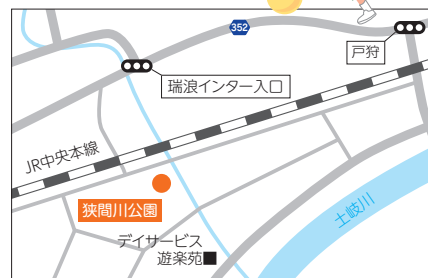 352
戸狩
瑞浪インター入口
JR中央本線
狭間川公園
土岐川
デイサービス
遊楽苑